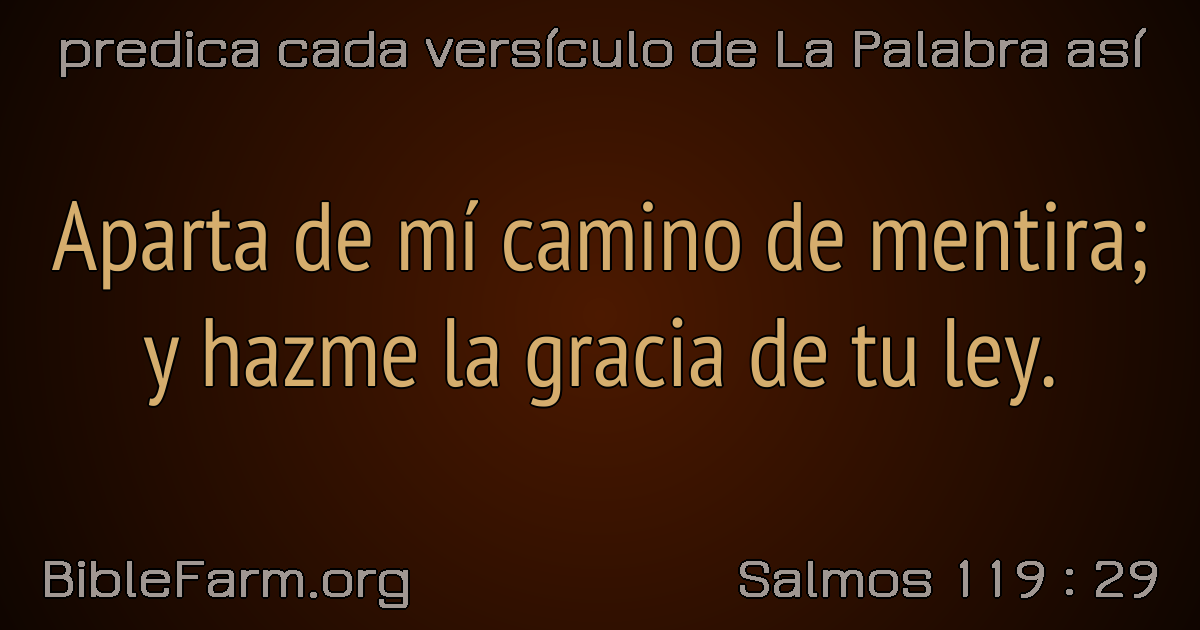 predica cada versículo de La Palabra así
Aparta de mí camino de mentira;
y hazme la gracia de tu ley.
BibleFarm.org
Salmos 119 : 29